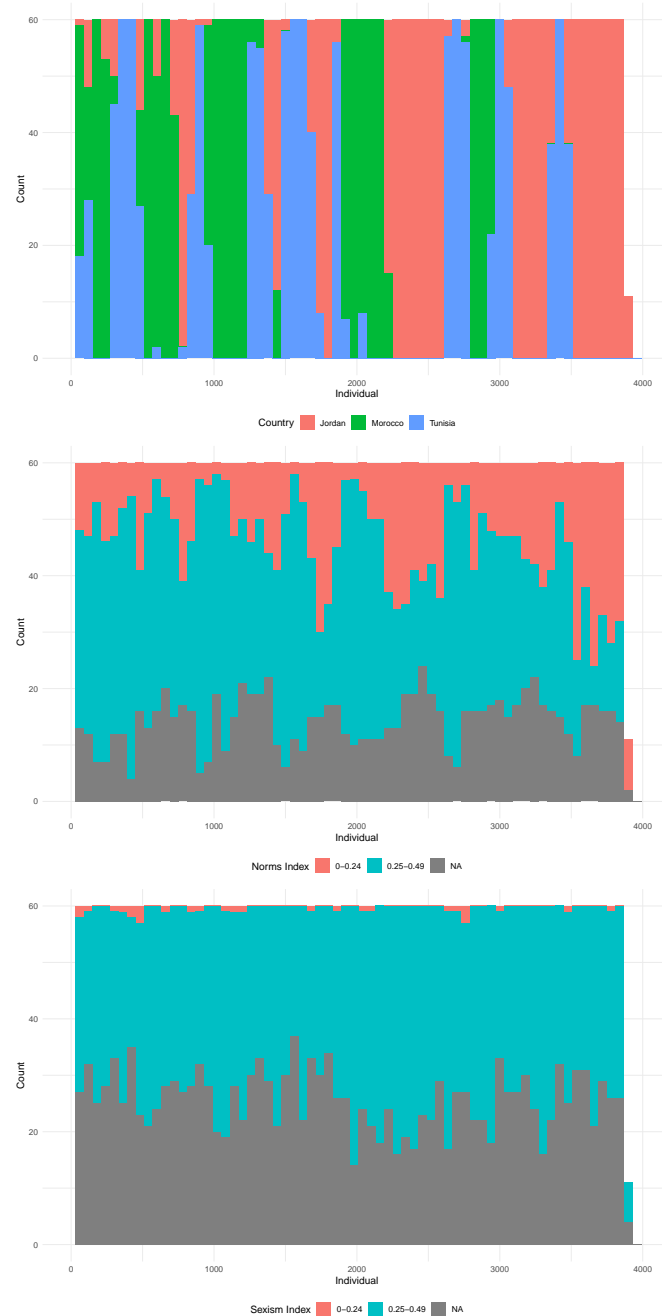 60
40
20
0
Count
0 1000 2000 3000 4000
Individual
Country Jordan Morocco Tunisia
60
40
20
0
Count
0 1000 2000 3000 4000
Individual
Norms Index 0−0.24 0.25−0.49 NA
60
40
20
0
Count
0 1000 2000 3000 4000
Individual
Sexism Index 0−0.24 0.25−0.49 NA